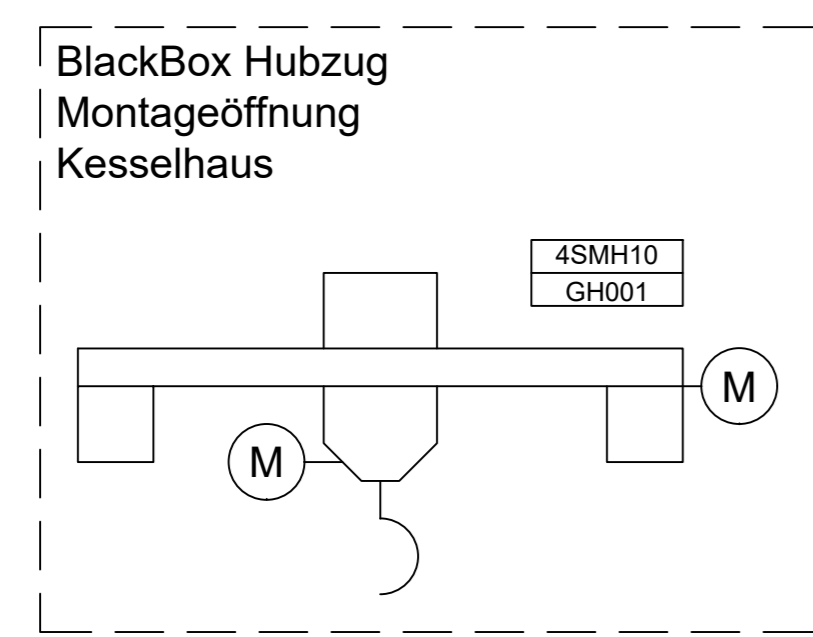 BlackBox Hubzug
Montageöffnung
Kesselhaus
4SMH10
GH001
M
M